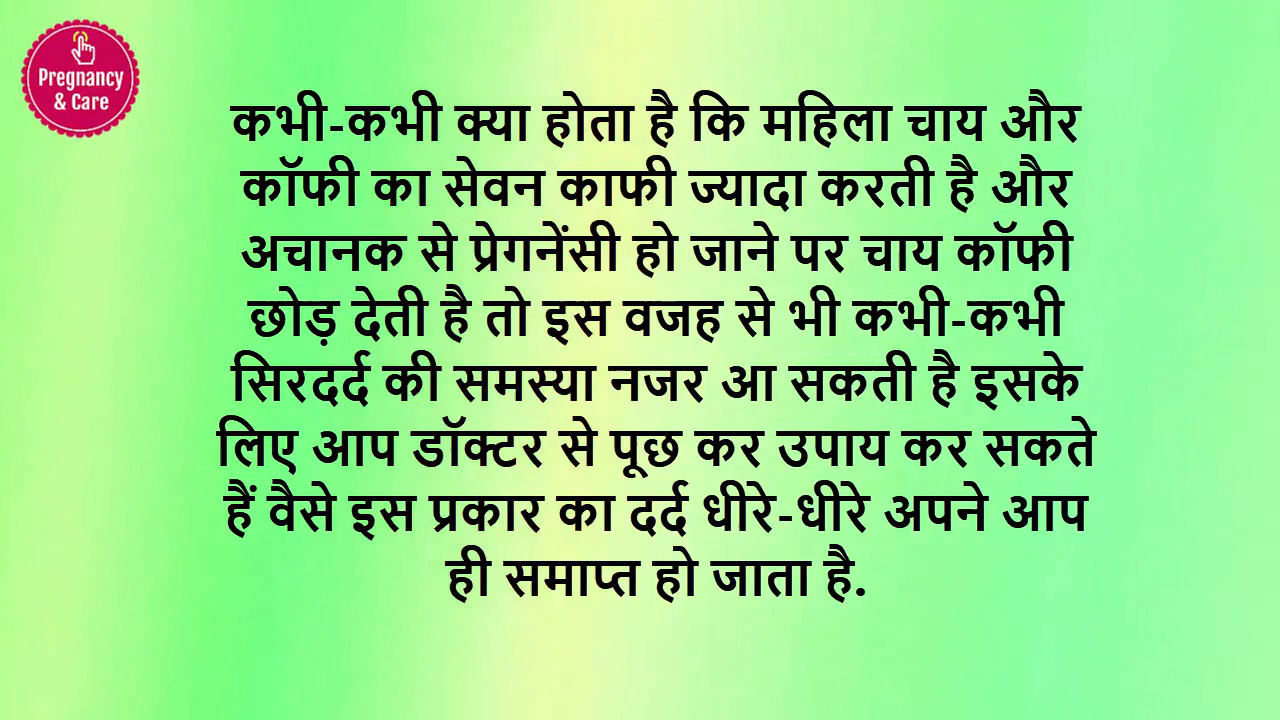 Pregnancy
& Care
कभी-कभी क्या होता है कि महिला चाय और
कॉफी का सेवन काफी ज्यादा करती है और
अचानक से प्रेगनेंसी हो जाने पर चाय कॉफी
छोड़ देती है तो इस वजह से भी कभी-कभी
सिरदर्द की समस्या नजर आ सकती है इसके
लिए आप डॉक्टर से पूछ कर उपाय कर सकते
हैं वैसे इस प्रकार का दर्द धीरे-धीरे अपने आप
ही समाप्त हो जाता है.